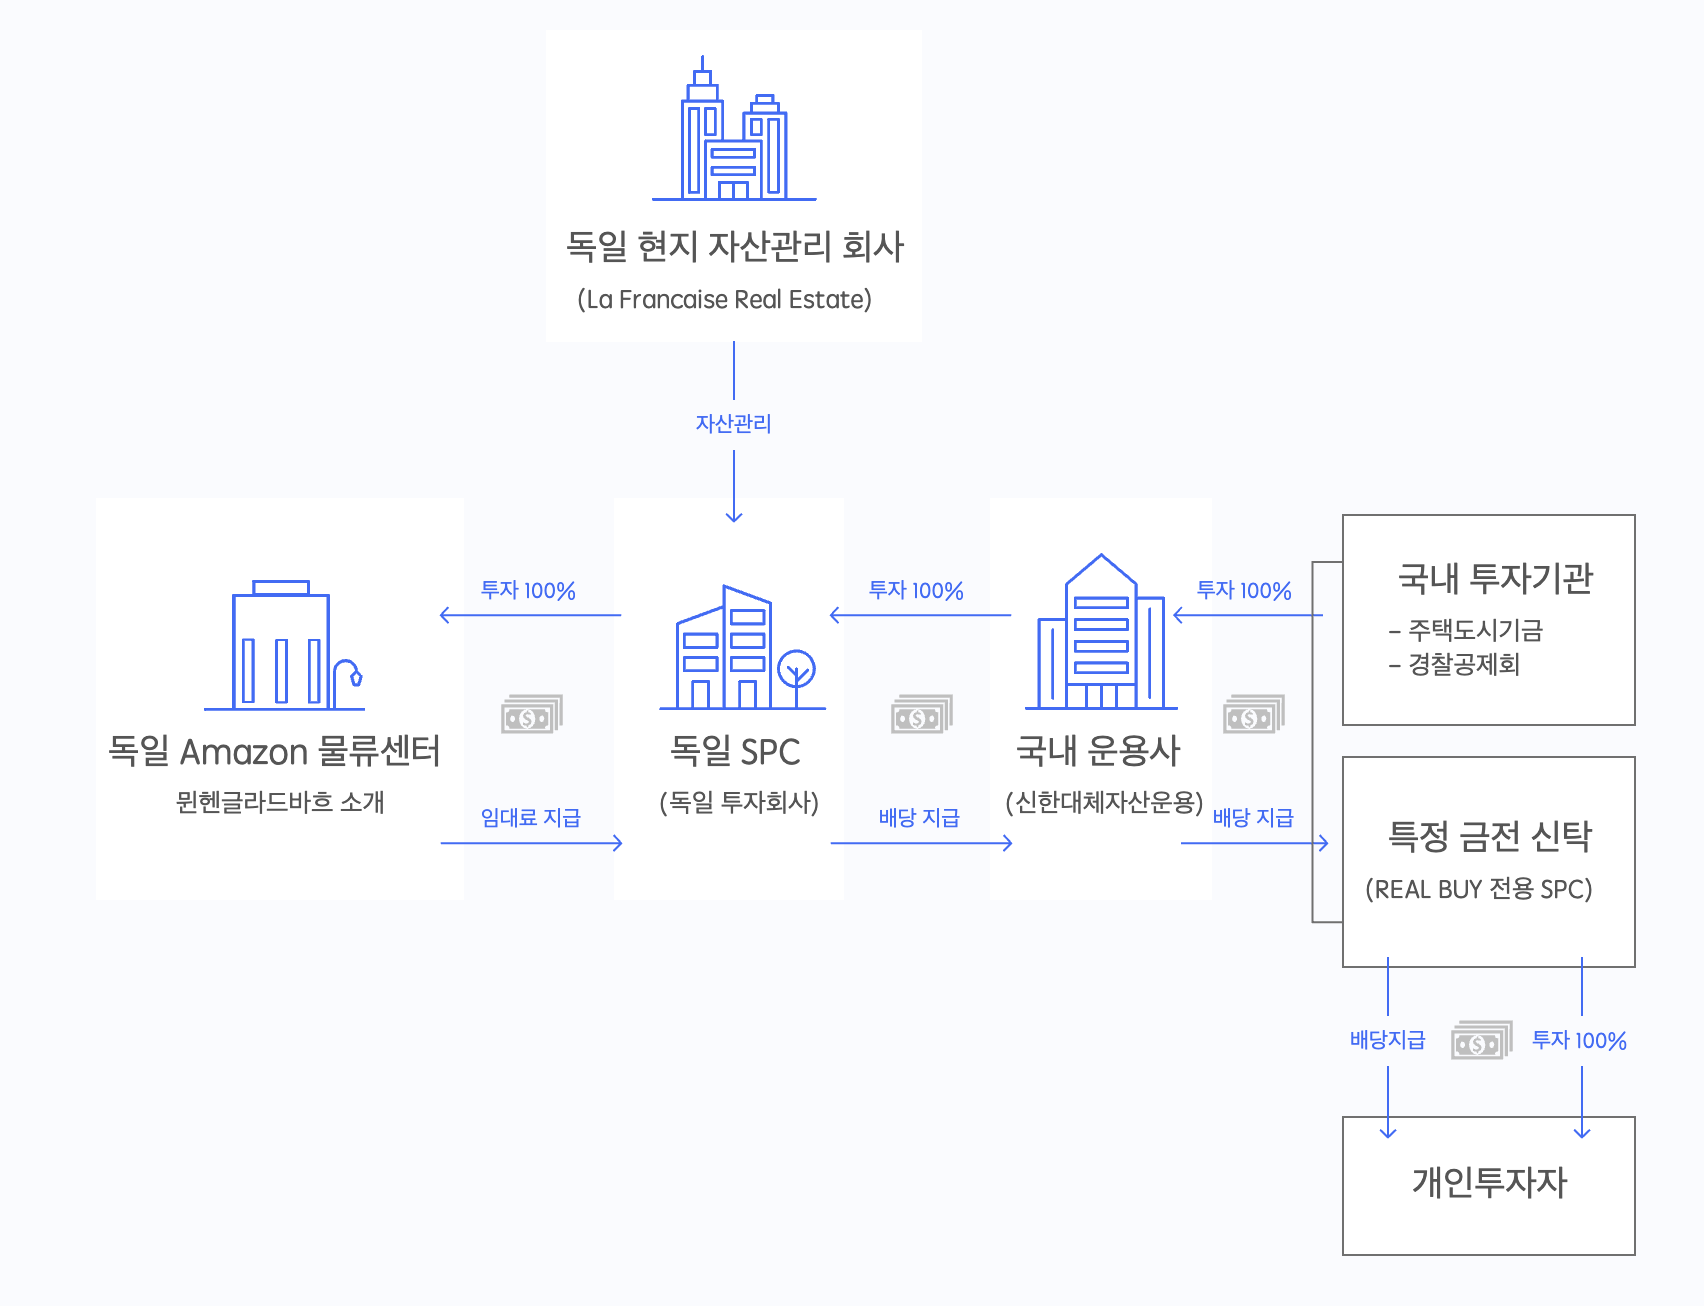 독일 현지 자산관리 회사
(La Francaise Real Estate)
자산관리
투자 100%
투자 100%
투자 100%
독일 Amazon 물류센터
뮌헨글라드바흐 소개
임대료 지급
독일 SPC
(독일 투자회사)
배당 지급
국내 운용사
(신한대체자산운용)
배당 지급
국내 투자기관
- 주택도시기금
- 경찰공제회
특정 금전 신탁
(REAL BUY 전용 SPC)
배당지급
투자 100%
개인투자자